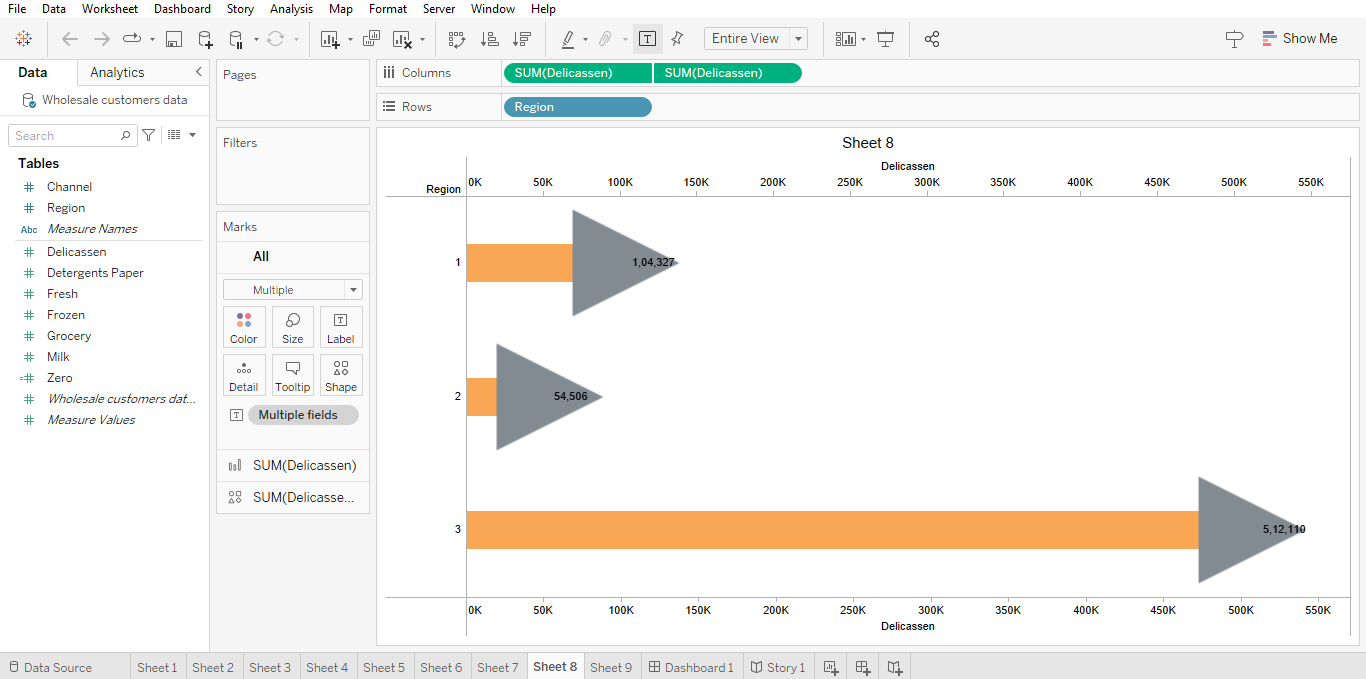 File Data Worksheet Dashboard Story Analysis Map Format Server Window Help
Entire View
Show Me
Data Analytics
Wholesale customers data
Search
Tables
Channel
Region
Abc Measure Names
Delicassen
Detergents Paper
Fresh
Frozen
Grocery
Milk
Zero
Wholesale customers dat...
Measure Values
Pages
Filters
Marks
All
Multiple
Color Size Label
Detail Tooltip Shape
Multiple fields
SUM(Delicassen)
SUM(Delicasse...
Columns SUM(Delicassen) SUM(Delicassen)
Rows Region
Sheet 8
Delicassen
Region 0K 50K 100K 150K 200K 250K 300K 350K 400K 450K 500K 550K
1 1,04,327
2 54,506
3 5,12,110
0K 50K 100K 150K 200K 250K 300K 350K 400K 450K 500K 550K
Delicassen
Data Source Sheet 1 Sheet 2 Sheet 3 Sheet 4 Sheet 5 Sheet 6 Sheet 7 Sheet 8 Sheet 9 Dashboard 1 Story 1